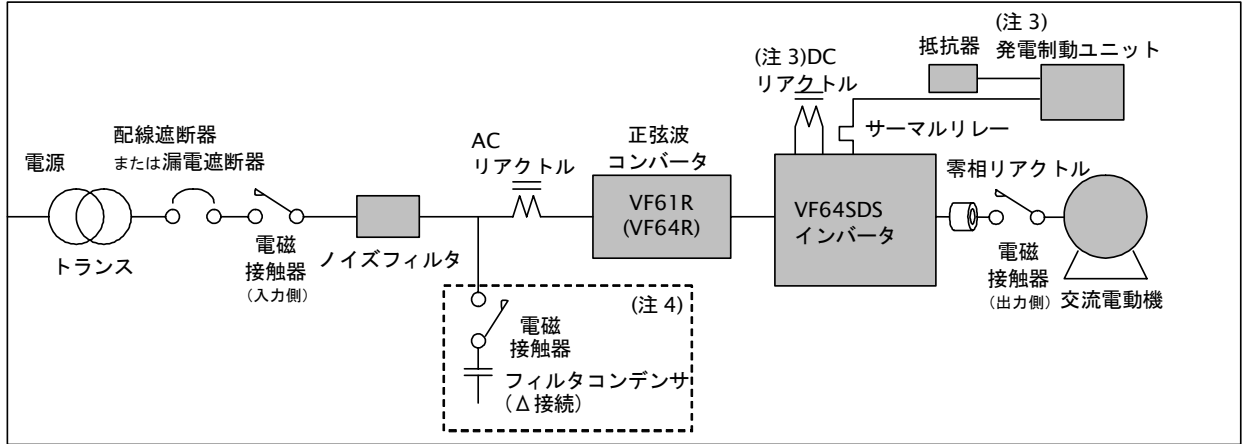 電源
トランス
配線遮断器
または漏電遮断器
電磁
接触器
(入力側)
ノイズフィルタ
AC
リアクトル
(注 4)
電磁
接触器
フィルタコンデンサ
(Δ接続)
正弦波
コンバータ
VF61R
(VF64R)
(注 3)DC
リアクトル
VF64SDS
インバータ
サーマルリレー
抵抗器
(注 3)
発電制動ユニット
零相リアクトル
電磁
接触器
(出力側)
交流電動機